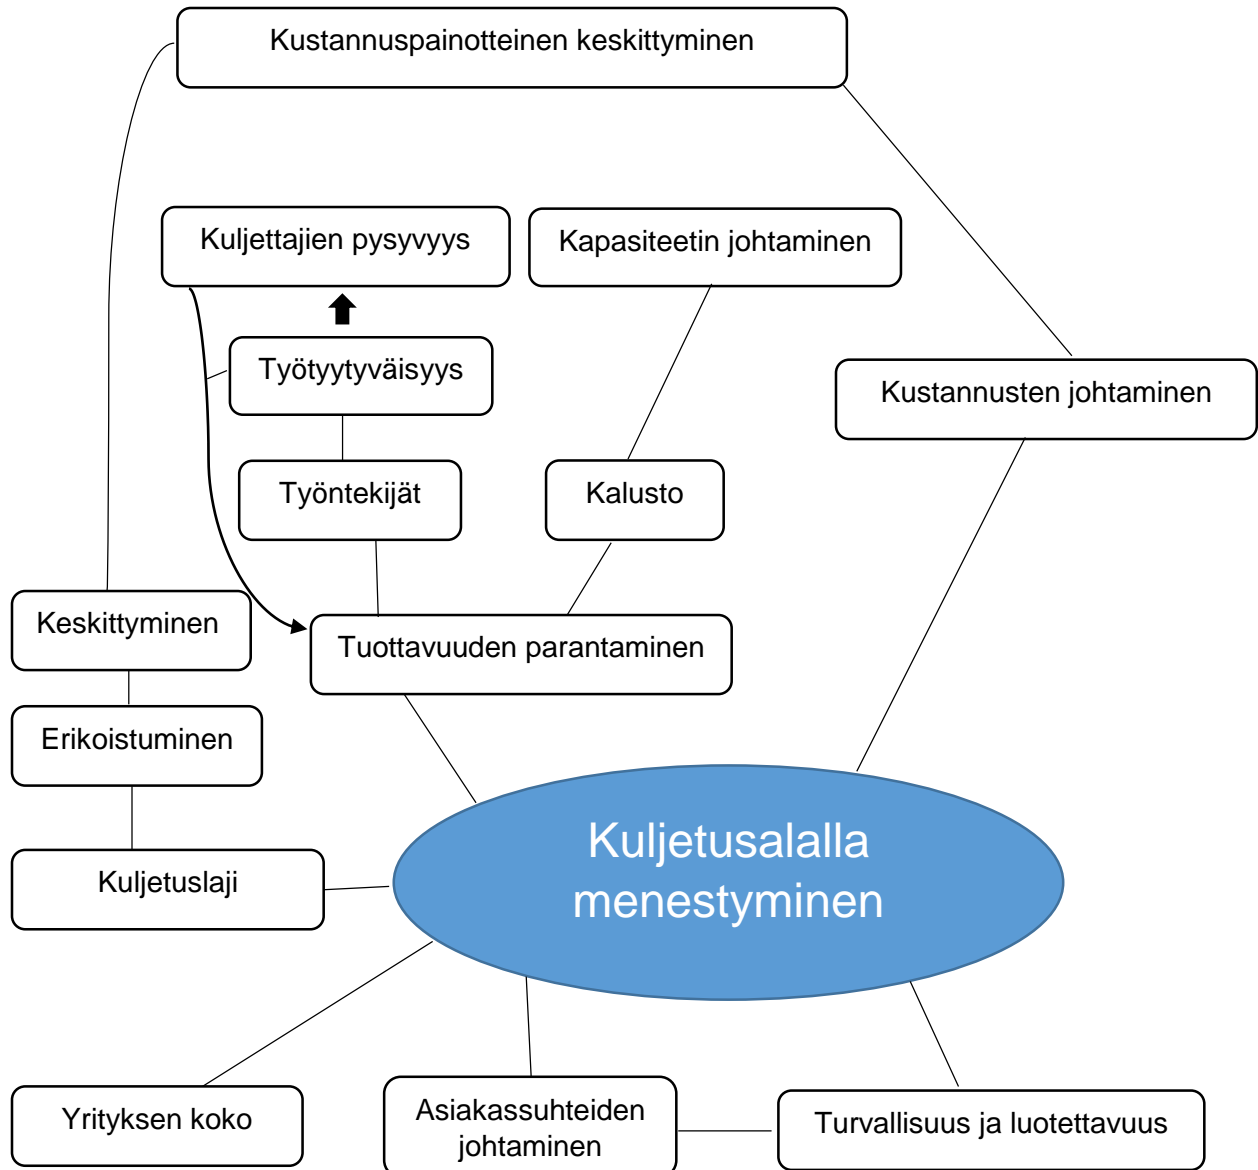 Kustannuspainotteinen keskittyminen
Kuljettajien pysyvyys
Kapasiteetin johtaminen
Työtyytyväisyys
Kustannusten johtaminen
Työntekijät
Kalusto
Keskittyminen
Tuottavuuden parantaminen
Erikoistuminen
Kuljetusalalla
menestyminen
Kuljetuslaji
Yrityksen koko
Asiakassuhteiden
johtaminen
Turvallisuus ja luotettavuus